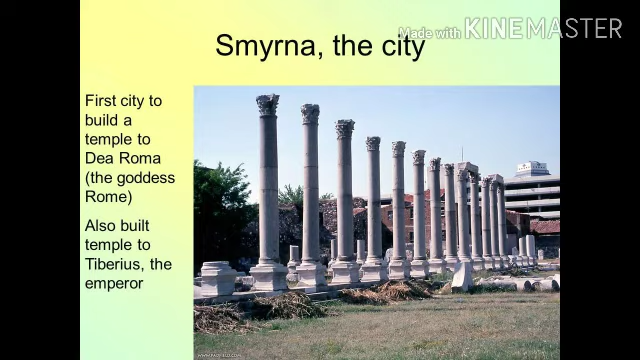 Made with KINEMASTER
Smyrna, the city
First city to
build a
temple to
Dea Roma
(the goddess
Rome)
Also built
temple to
Tiberius, the
emperor